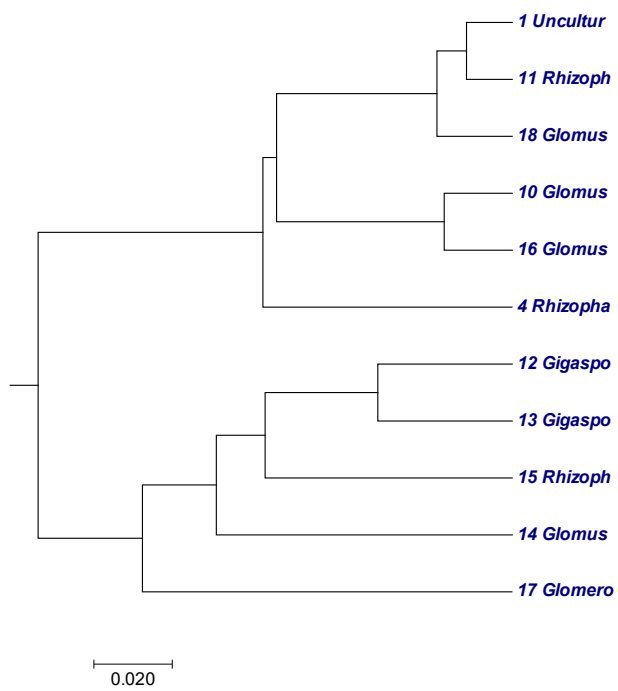 1 Uncultur
11 Rhizoph
18 Glomus
10 Glomus
16 Glomus
4 Rhizopha
12 Gigaspo
13 Gigaspo
15 Rhizoph
14 Glomus
17 Glomero
0.020